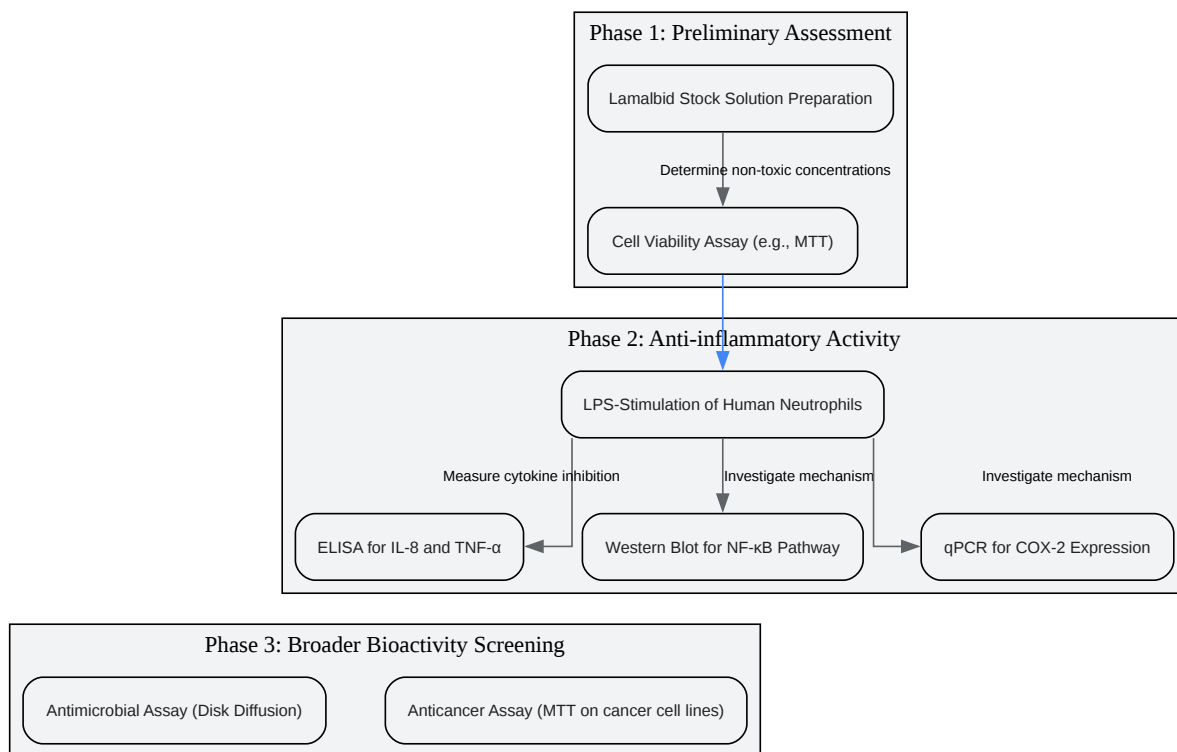 Phase 1: Preliminary Assessment
Lamalbid Stock Solution Preparation
Determine non-toxic concentrations
Cell Viability Assay (e.g., MTT)
Phase 2: Anti-inflammatory Activity
LPS-Stimulation of Human Neutrophils
Measure cytokine inhibition
Investigate mechanism
Investigate mechanism
ELISA for IL-8 and TNF-α
Western Blot for NF-κB Pathway
qPCR for COX-2 Expression
Phase 3: Broader Bioactivity Screening
Antimicrobial Assay (Disk Diffusion)
Anticancer Assay (MTT on cancer cell lines)